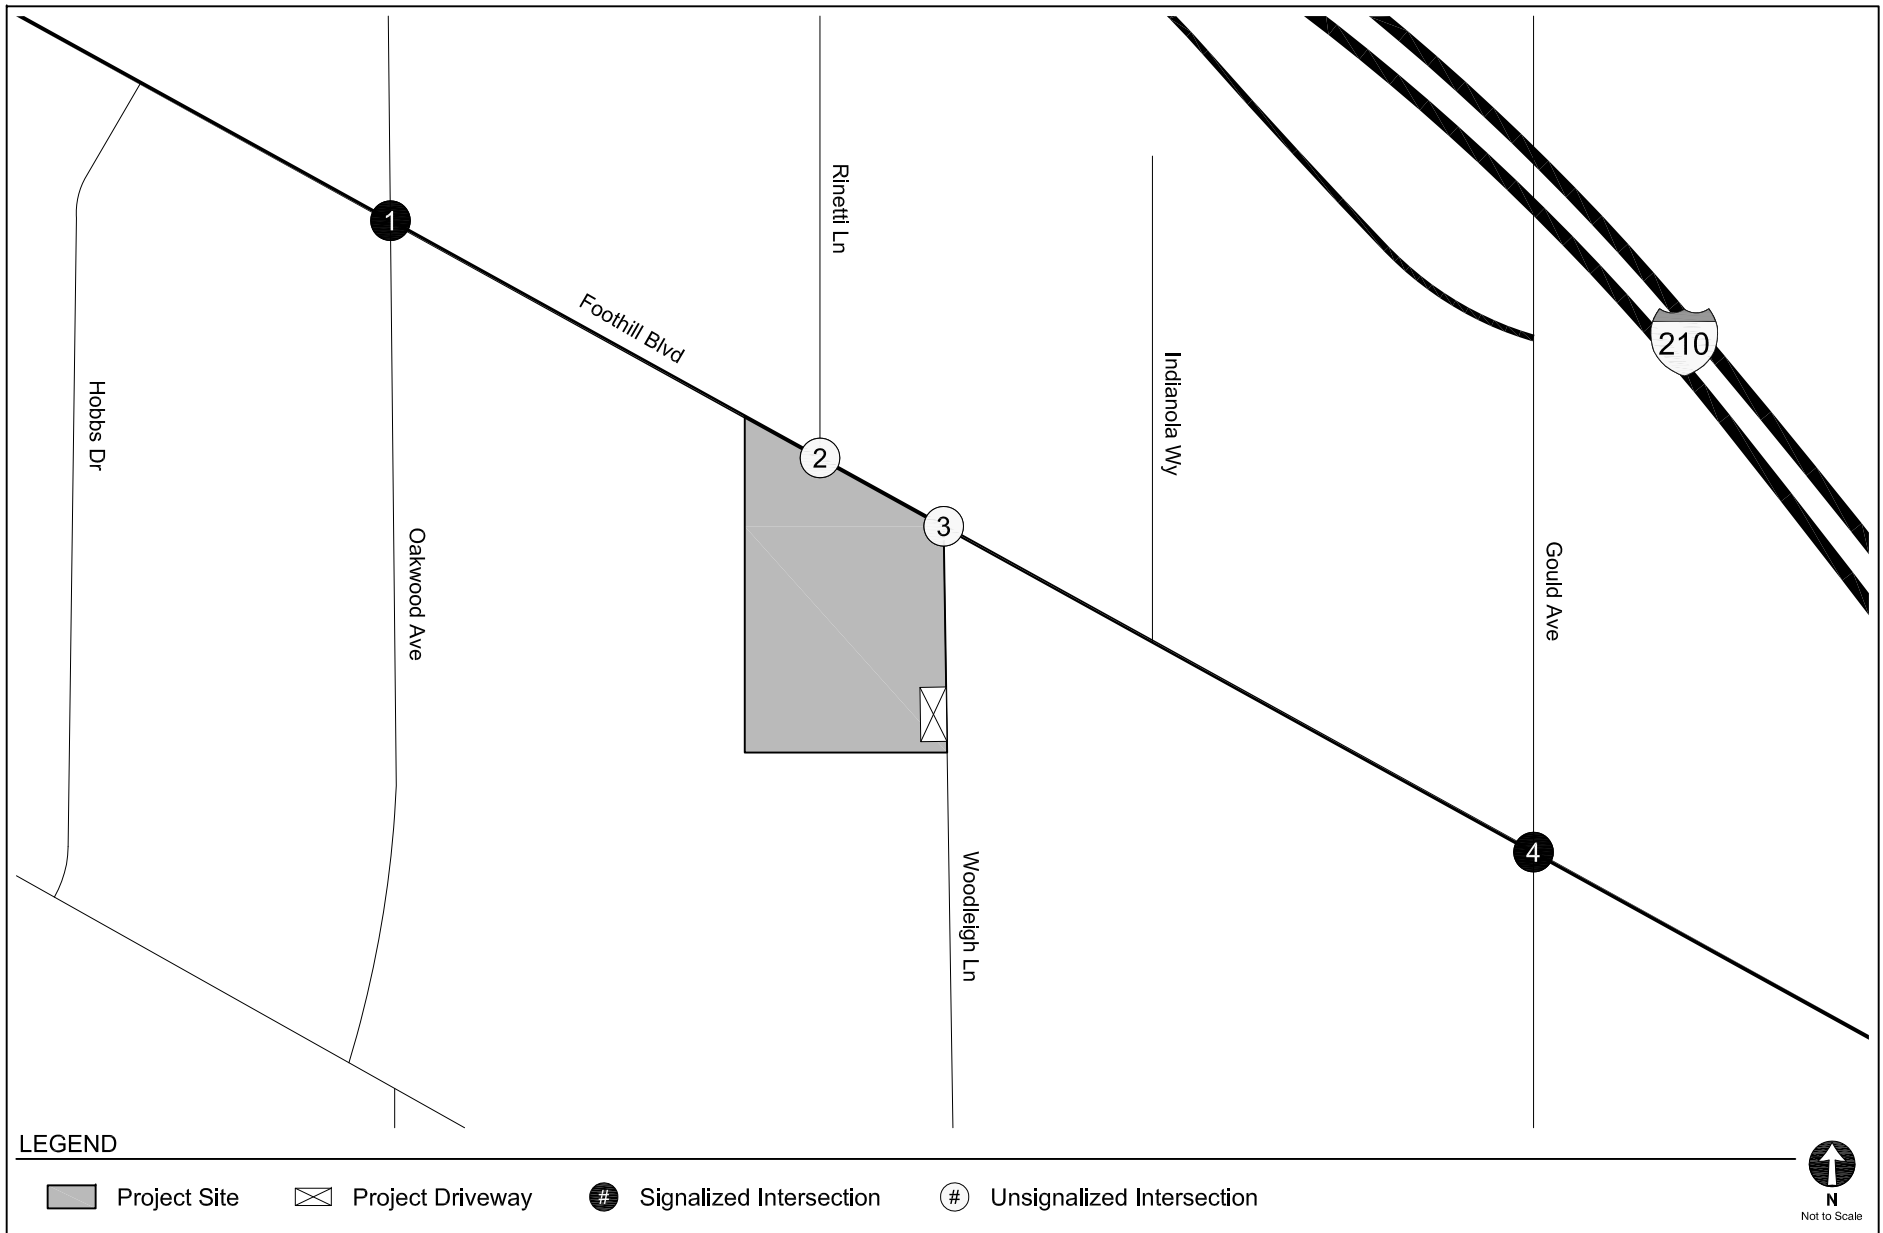 Rinetti Ln
1
Foothill Blvd
210
Indianola Wy
Hobbs Dr
2
3
Oakwood Ave
Gould Ave
4
Woodleigh Ln
LEGEND
Project Site
Project Driveway
# Signalized Intersection
# Unsignalized Intersection
N
Not to Scale